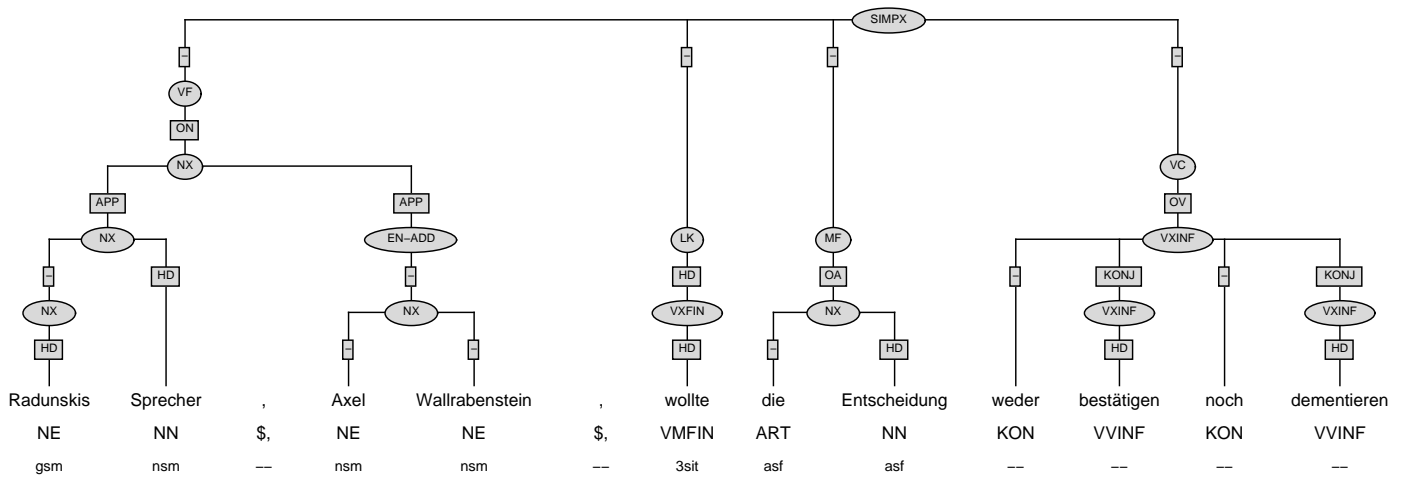 SIMPX
– – – –
VF
ON
NX VC
APP APP OV
NX EN–ADD LK MF VXINF
– HD – HD OA – KONJ – KONJ
NX NX VXFIN NX VXINF VXINF
HD – – HD – HD HD HD
Radunskis Sprecher , Axel Wallrabenstein , wollte die Entscheidung weder bestätigen noch dementieren
NE NN $, NE NE $, VMFIN ART NN KON VVINF KON VVINF
gsm nsm –– nsm nsm –– 3sit asf asf –– –– –– ––